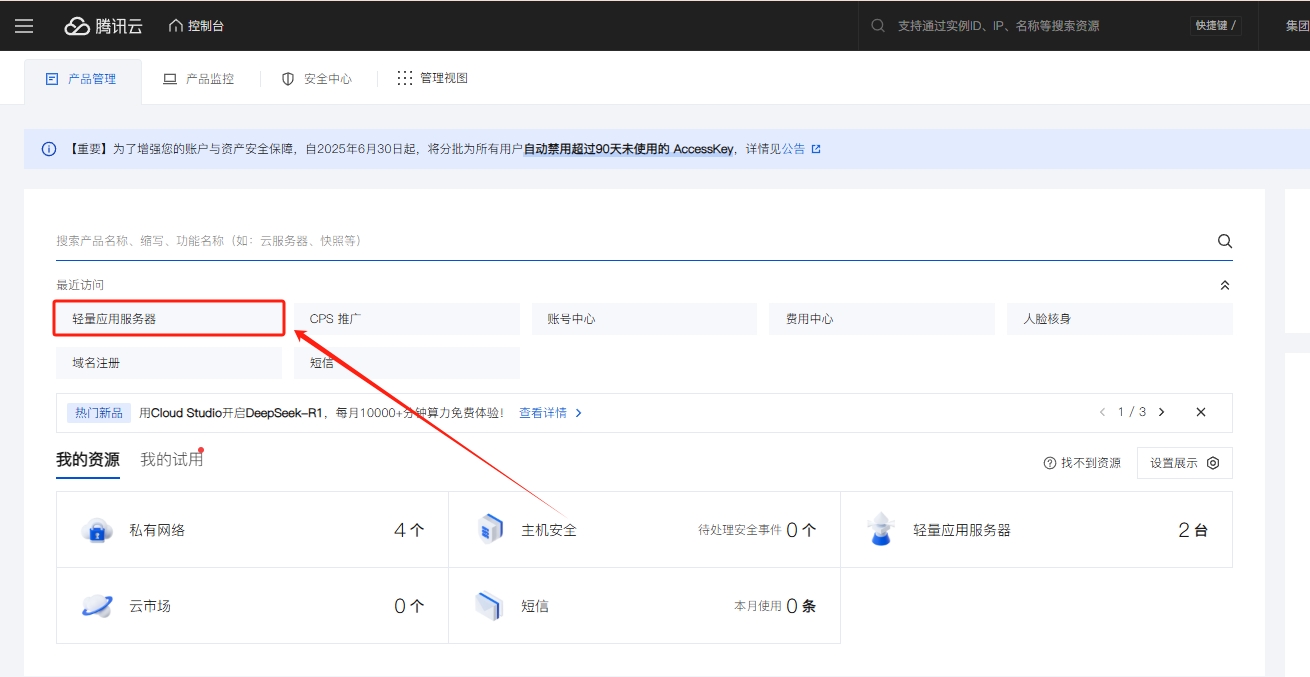 腾讯云 控制台 支持通过实例ID、IP、名称等搜索资源 快捷键 / 集团
产品管理 产品监控 安全中心 管理视图
【重要】为了增强您的账户与资产安全保障，自2025年6月30日起，将分批为所有用户自动禁用超过90天未使用的 AccessKey，详情见公告
搜索产品名称、缩写、功能名称（如：云服务器、快照等）
最近访问
轻量应用服务器 CPS 推广 账号中心 费用中心 人脸核身
域名注册 短信
热门新品 用Cloud Studio开启DeepSeek-R1，每月10000+分钟算力免费体验！ 查看详情 1 / 3
我的资源 我的试用 找不到资源 设置展示
私有网络 4 个 主机安全 待处理安全事件 0 个 轻量应用服务器 2 台
云市场 0 个 短信 本月使用 0 条